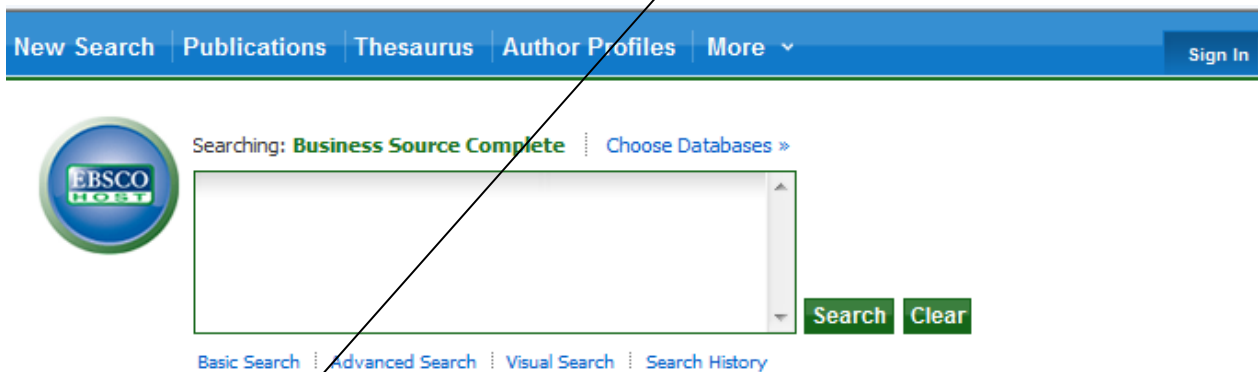 New Search Publications Thesaurus Author Profiles More Sign In
Searching: Business Source Complete Choose Databases »
EBSCO
HOST
Search Clear
Basic Search Advanced Search Visual Search Search History